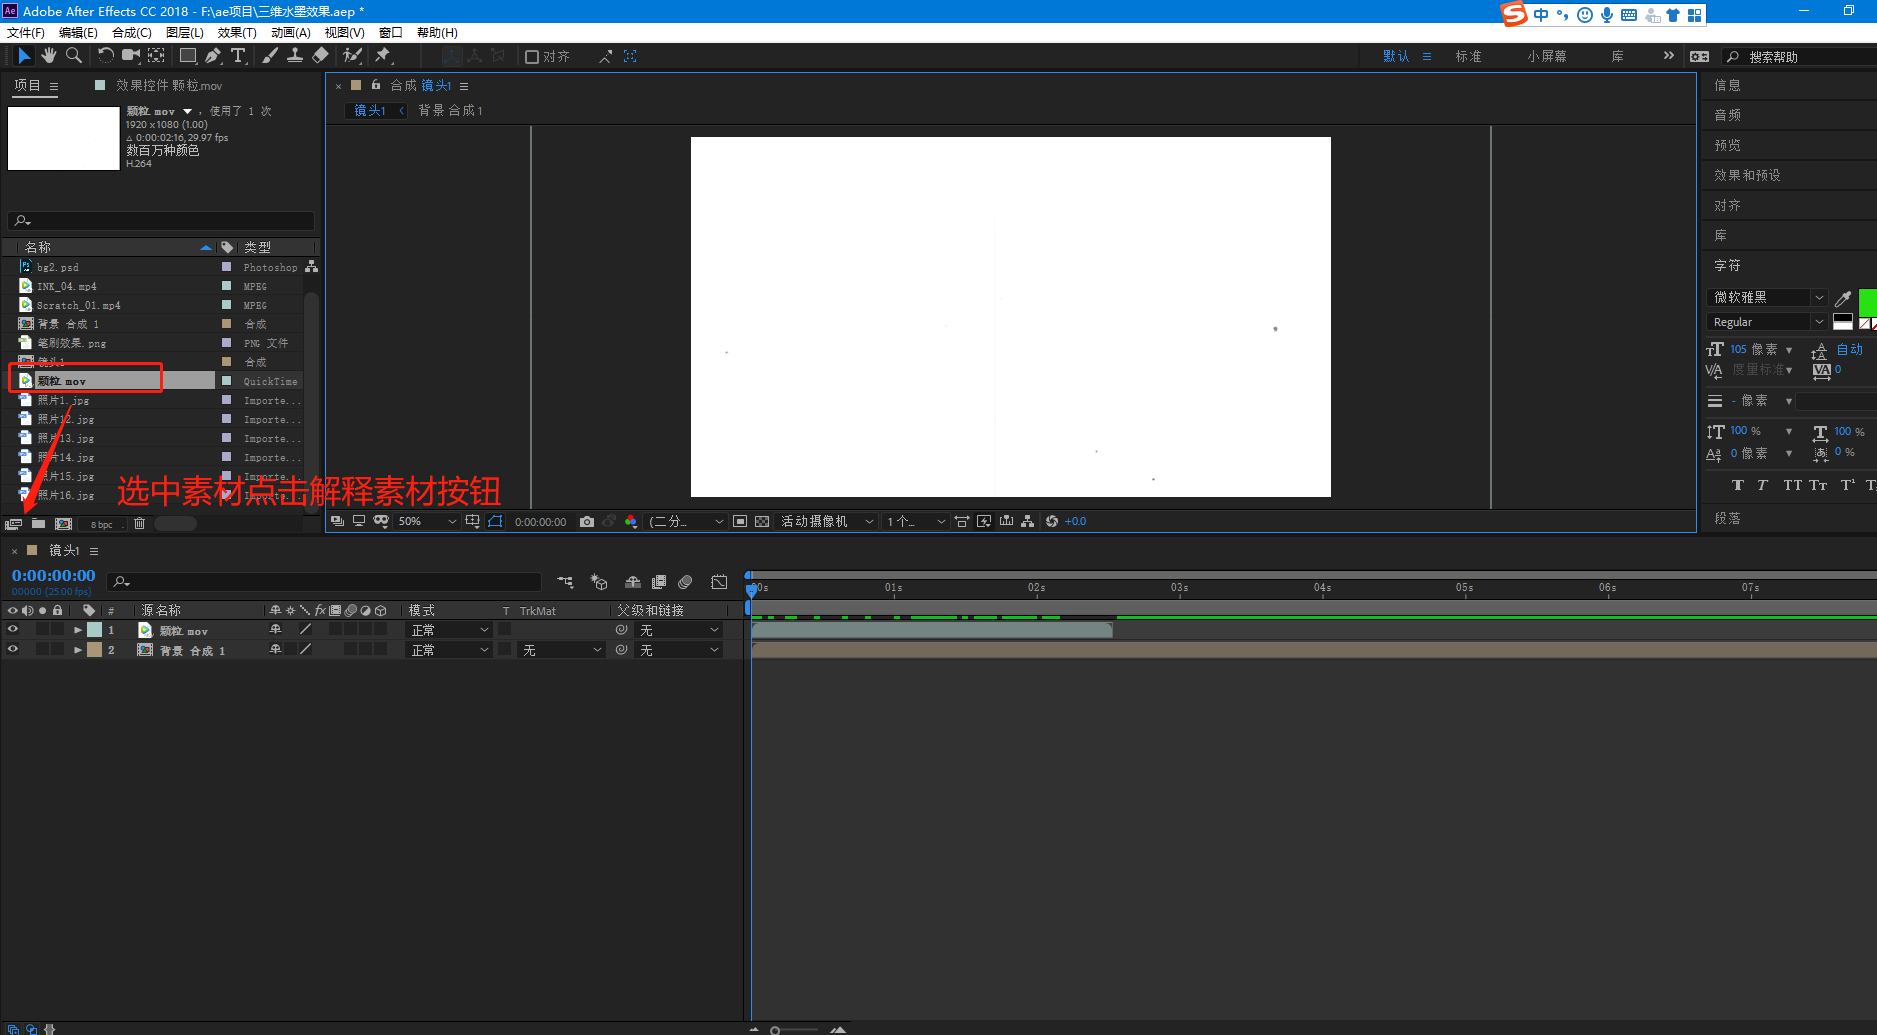 Adobe After Effects CC 2018 - F:\ae项目\三维水墨效果.aep *
中
文件(F) 编辑(E) 合成(C) 图层(L) 效果(T) 动画(A) 视图(V) 窗口 帮助(H)
对齐 默认 标准 小屏幕 库 搜索帮助
项目 效果控件 颗粒.mov
颗粒.mov ，使用了 1 次
1920 x 1080 (1.00)
△ 0:00:02:16, 29.97 fps
数百万种颜色
H.264
名称 类型
bg2.psd Photoshop
INK_04.mp4 MPEG
Scratch_01.mp4 MPEG
背景 合成 1 合成
笔刷效果.png PNG 文件
镜头1 合成
颗粒.mov QuickTime
照片1.jpg Importe...
照片12.jpg Importe...
照片13.jpg Importe...
照片14.jpg Importe...
照片15.jpg Importe...
照片16.jpg Importe...
选中素材点击解释素材按钮
8 bpc
合成 镜头1
镜头1 背景 合成 1
50% 0:00:00:00 (二分... 活动摄像机 1 个... +0.0
信息
音频
预览
效果和预设
对齐
库
字符
微软雅黑
Regular
105 像素 自动
度量标准 0
- 像素
100 % 100 %
0 像素 0 %
段落
镜头1
0:00:00:00
00000 (25.00 fps)
# 源名称 模式 T TrkMat 父级和链接
1 颗粒.mov 正常 无
2 背景 合成 1 正常 无 无
00s 01s 02s 03s 04s 05s 06s 07s